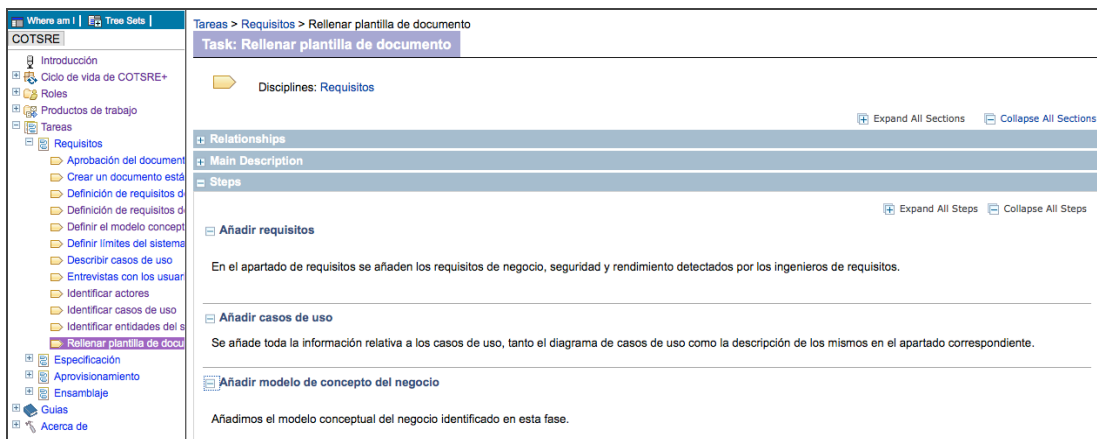 Where am I | Tree Sets |
COTSRE
Introducción
Ciclo de vida de COTSRE+
Roles
Productos de trabajo
Tareas
Requisitos
Aprobación del document
Crear un documento está
Definición de requisitos d
Definición de requisitos d
Definir el modelo concept
Definir límites del sistema
Describir casos de uso
Entrevistas con los usuar
Identificar actores
Identificar casos de uso
Identificar entidades del s
Rellenar plantilla de docu
Especificación
Aprovisionamiento
Ensamblaje
Guias
Acerca de
Tareas > Requisitos > Rellenar plantilla de documento
Task: Rellenar plantilla de documento
Disciplines: Requisitos
Expand All Sections Collapse All Sections
Relationships
Main Description
Steps
Expand All Steps Collapse All Steps
Añadir requisitos
En el apartado de requisitos se añaden los requisitos de negocio, seguridad y rendimiento detectados por los ingenieros de requisitos.
Añadir casos de uso
Se añade toda la información relativa a los casos de uso, tanto el diagrama de casos de uso como la descripción de los mismos en el apartado correspondiente.
Añadir modelo de concepto del negocio
Añadimos el modelo conceptual del negocio identificado en esta fase.